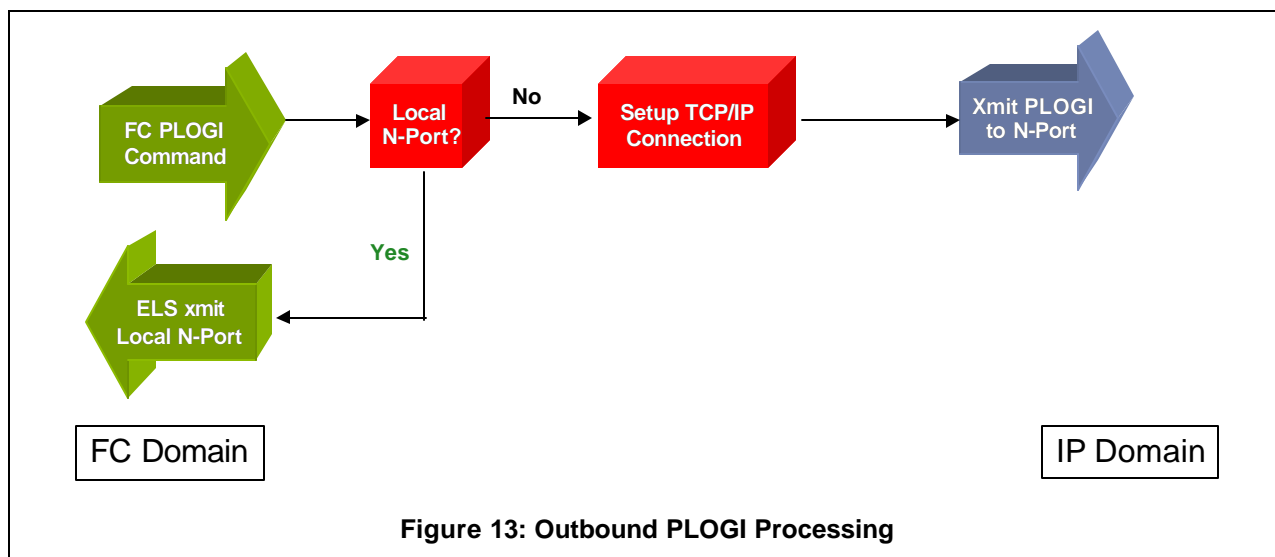 FC PLOGI
Command
Local
N-Port?
No
Setup TCP/IP
Connection
Xmit PLOGI
to N-Port
Yes
ELS xmit
Local N-Port
FC Domain
IP Domain
Figure 13: Outbound PLOGI Processing